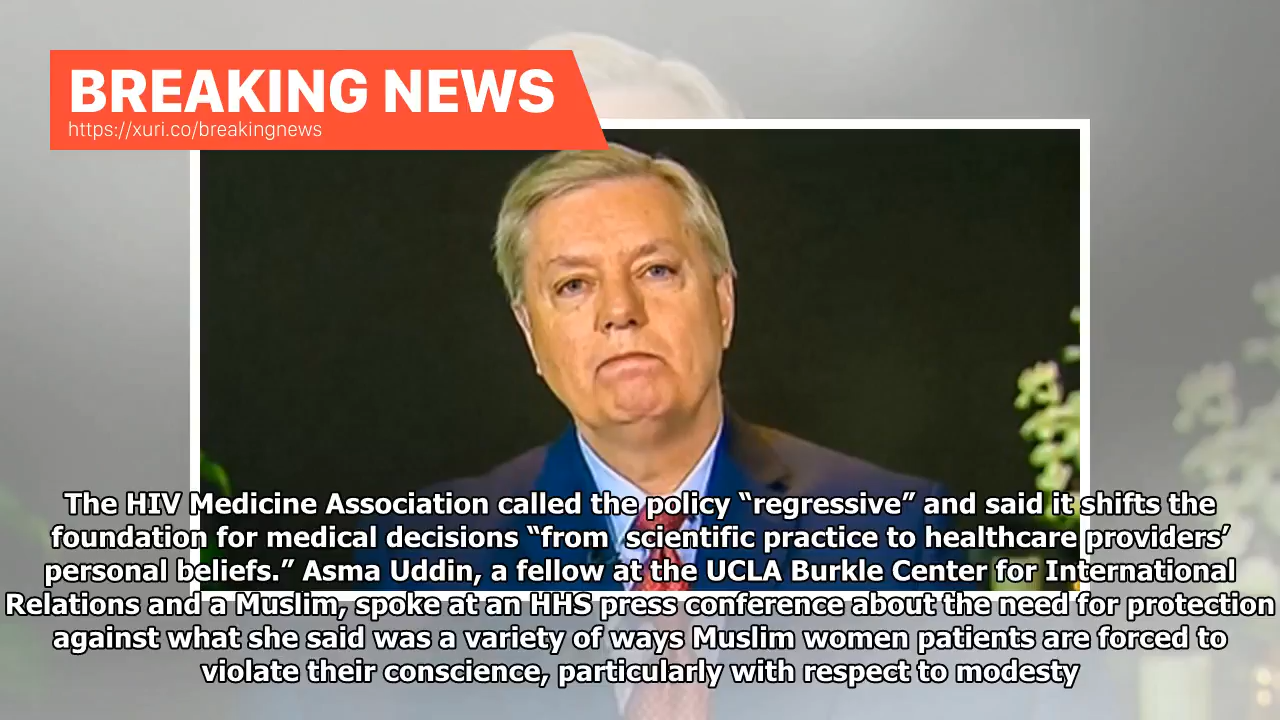 BREAKING NEWS
https://xuri.co/breakingnews
The HIV Medicine Association called the policy “regressive” and said it shifts the
foundation for medical decisions “from  scientific practice to healthcare providers’
personal beliefs.” Asma Uddin, a fellow at the UCLA Burkle Center for International
Relations and a Muslim, spoke at an HHS press conference about the need for protection
against what she said was a variety of ways Muslim women patients are forced to
violate their conscience, particularly with respect to modesty